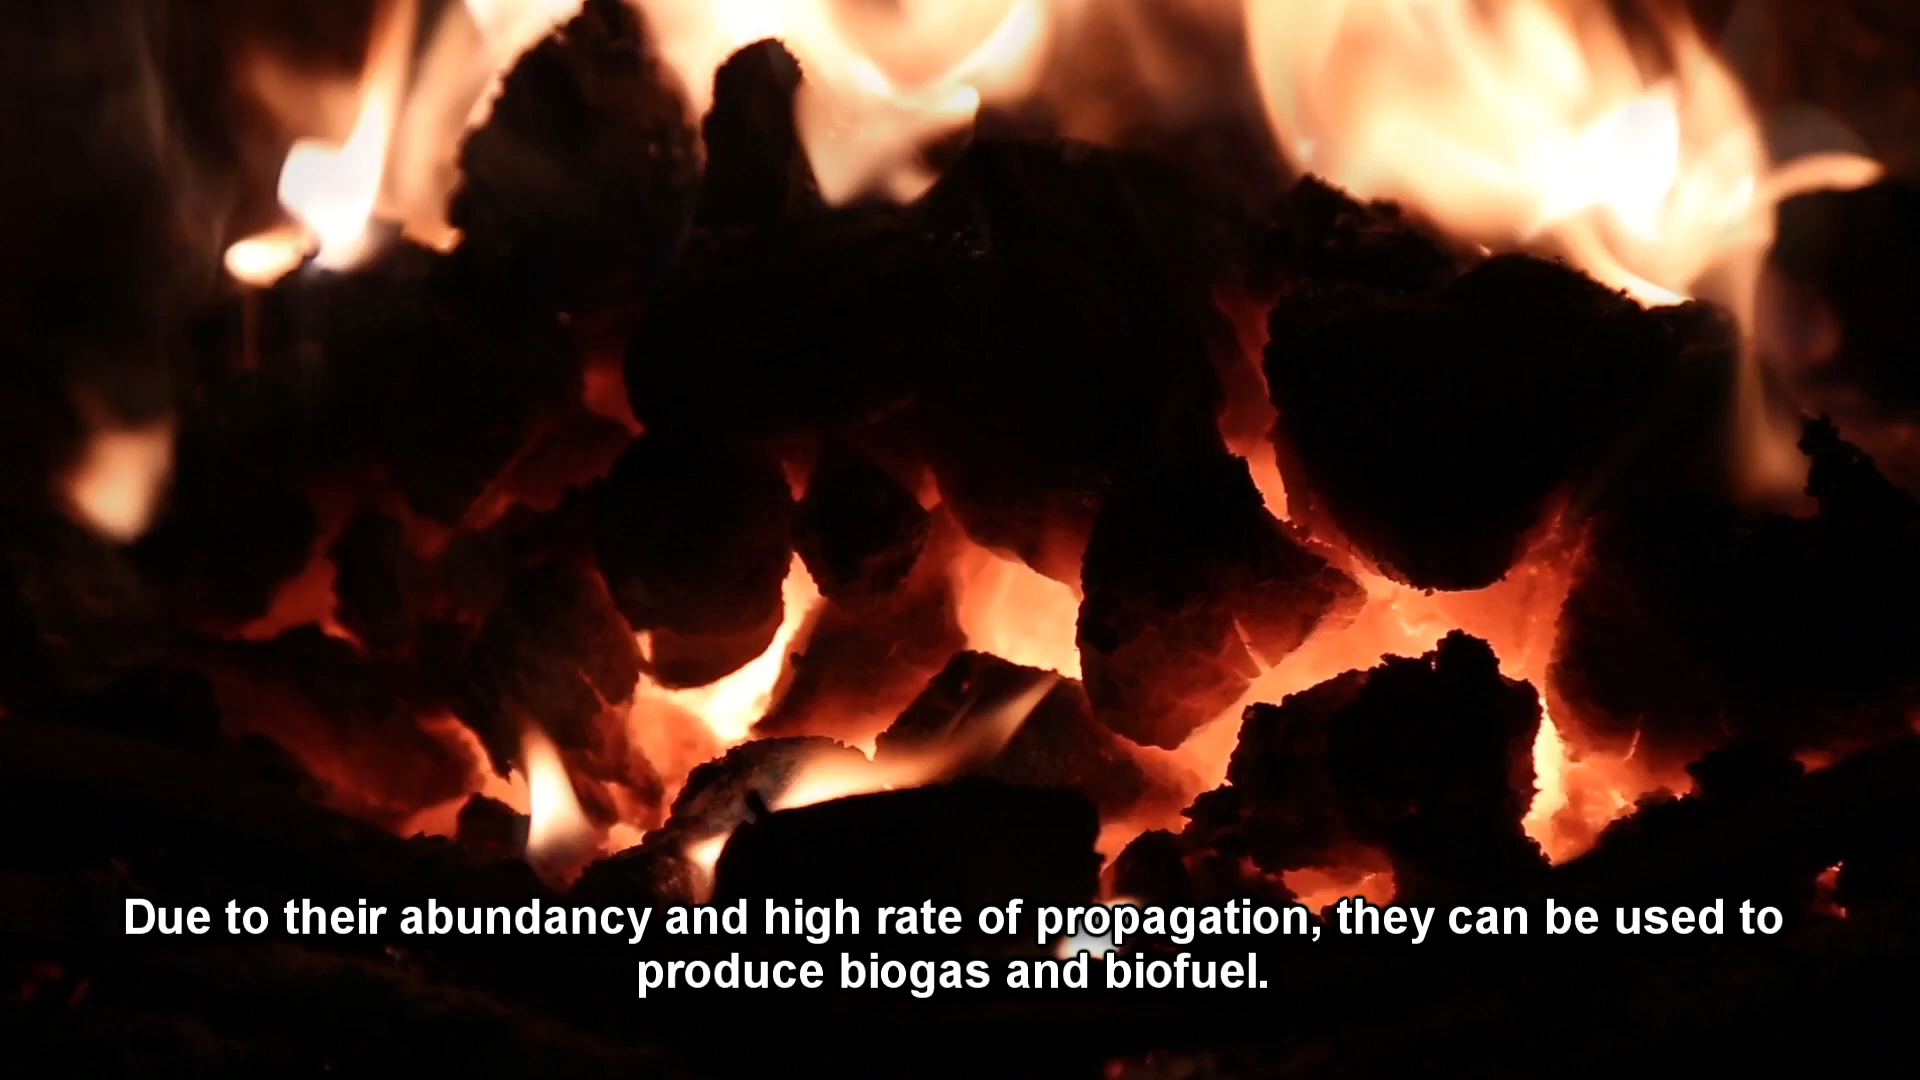 Due to their abundancy and high rate of propagation, they can be used to
produce biogas and biofuel.